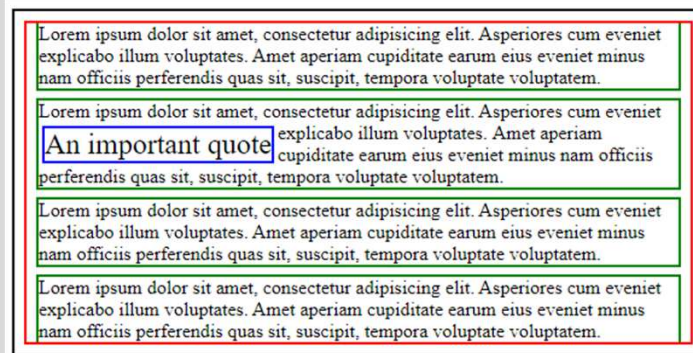 Lorem ipsum dolor sit amet, consectetur adipisicing elit. Asperiores cum eveniet
explicabo illum voluptates. Amet aperiam cupiditate earum eius eveniet minus
nam officiis perferendis quas sit, suscipit, tempora voluptate voluptatem.
Lorem ipsum dolor sit amet, consectetur adipisicing elit. Asperiores cum eveniet
An important quote
explicabo illum voluptates. Amet aperiam
cupiditate earum eius eveniet minus nam officiis
perferendis quas sit, suscipit, tempora voluptate voluptatem.
Lorem ipsum dolor sit amet, consectetur adipisicing elit. Asperiores cum eveniet
explicabo illum voluptates. Amet aperiam cupiditate earum eius eveniet minus
nam officiis perferendis quas sit, suscipit, tempora voluptate voluptatem.
Lorem ipsum dolor sit amet, consectetur adipisicing elit. Asperiores cum eveniet
explicabo illum voluptates. Amet aperiam cupiditate earum eius eveniet minus
nam officiis perferendis quas sit, suscipit, tempora voluptate voluptatem.